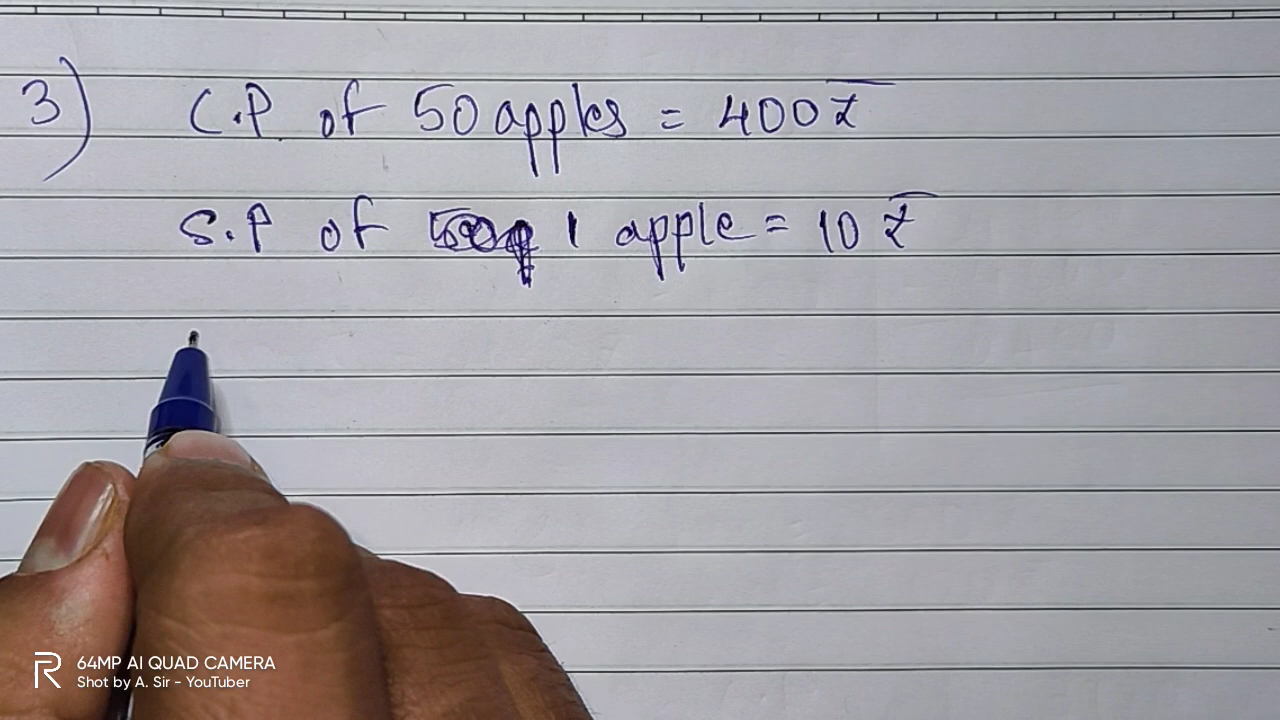 3) C.P of 50 apples = 400₹
S.P of 1 apple = 10 ₹
64MP AI QUAD CAMERA
Shot by A. Sir - YouTuber